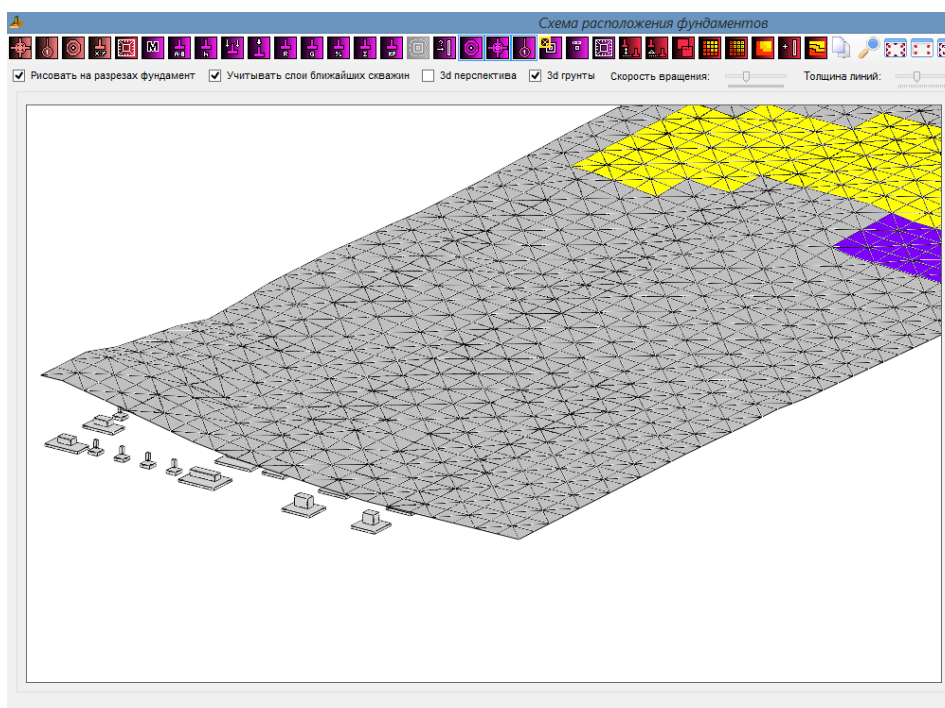 Схема расположения фундаментов
Рисовать на разрезах фундамент Учитывать слои ближайших скважин 3d перспектива 3d грунты Скорость вращения: Толщина линий: